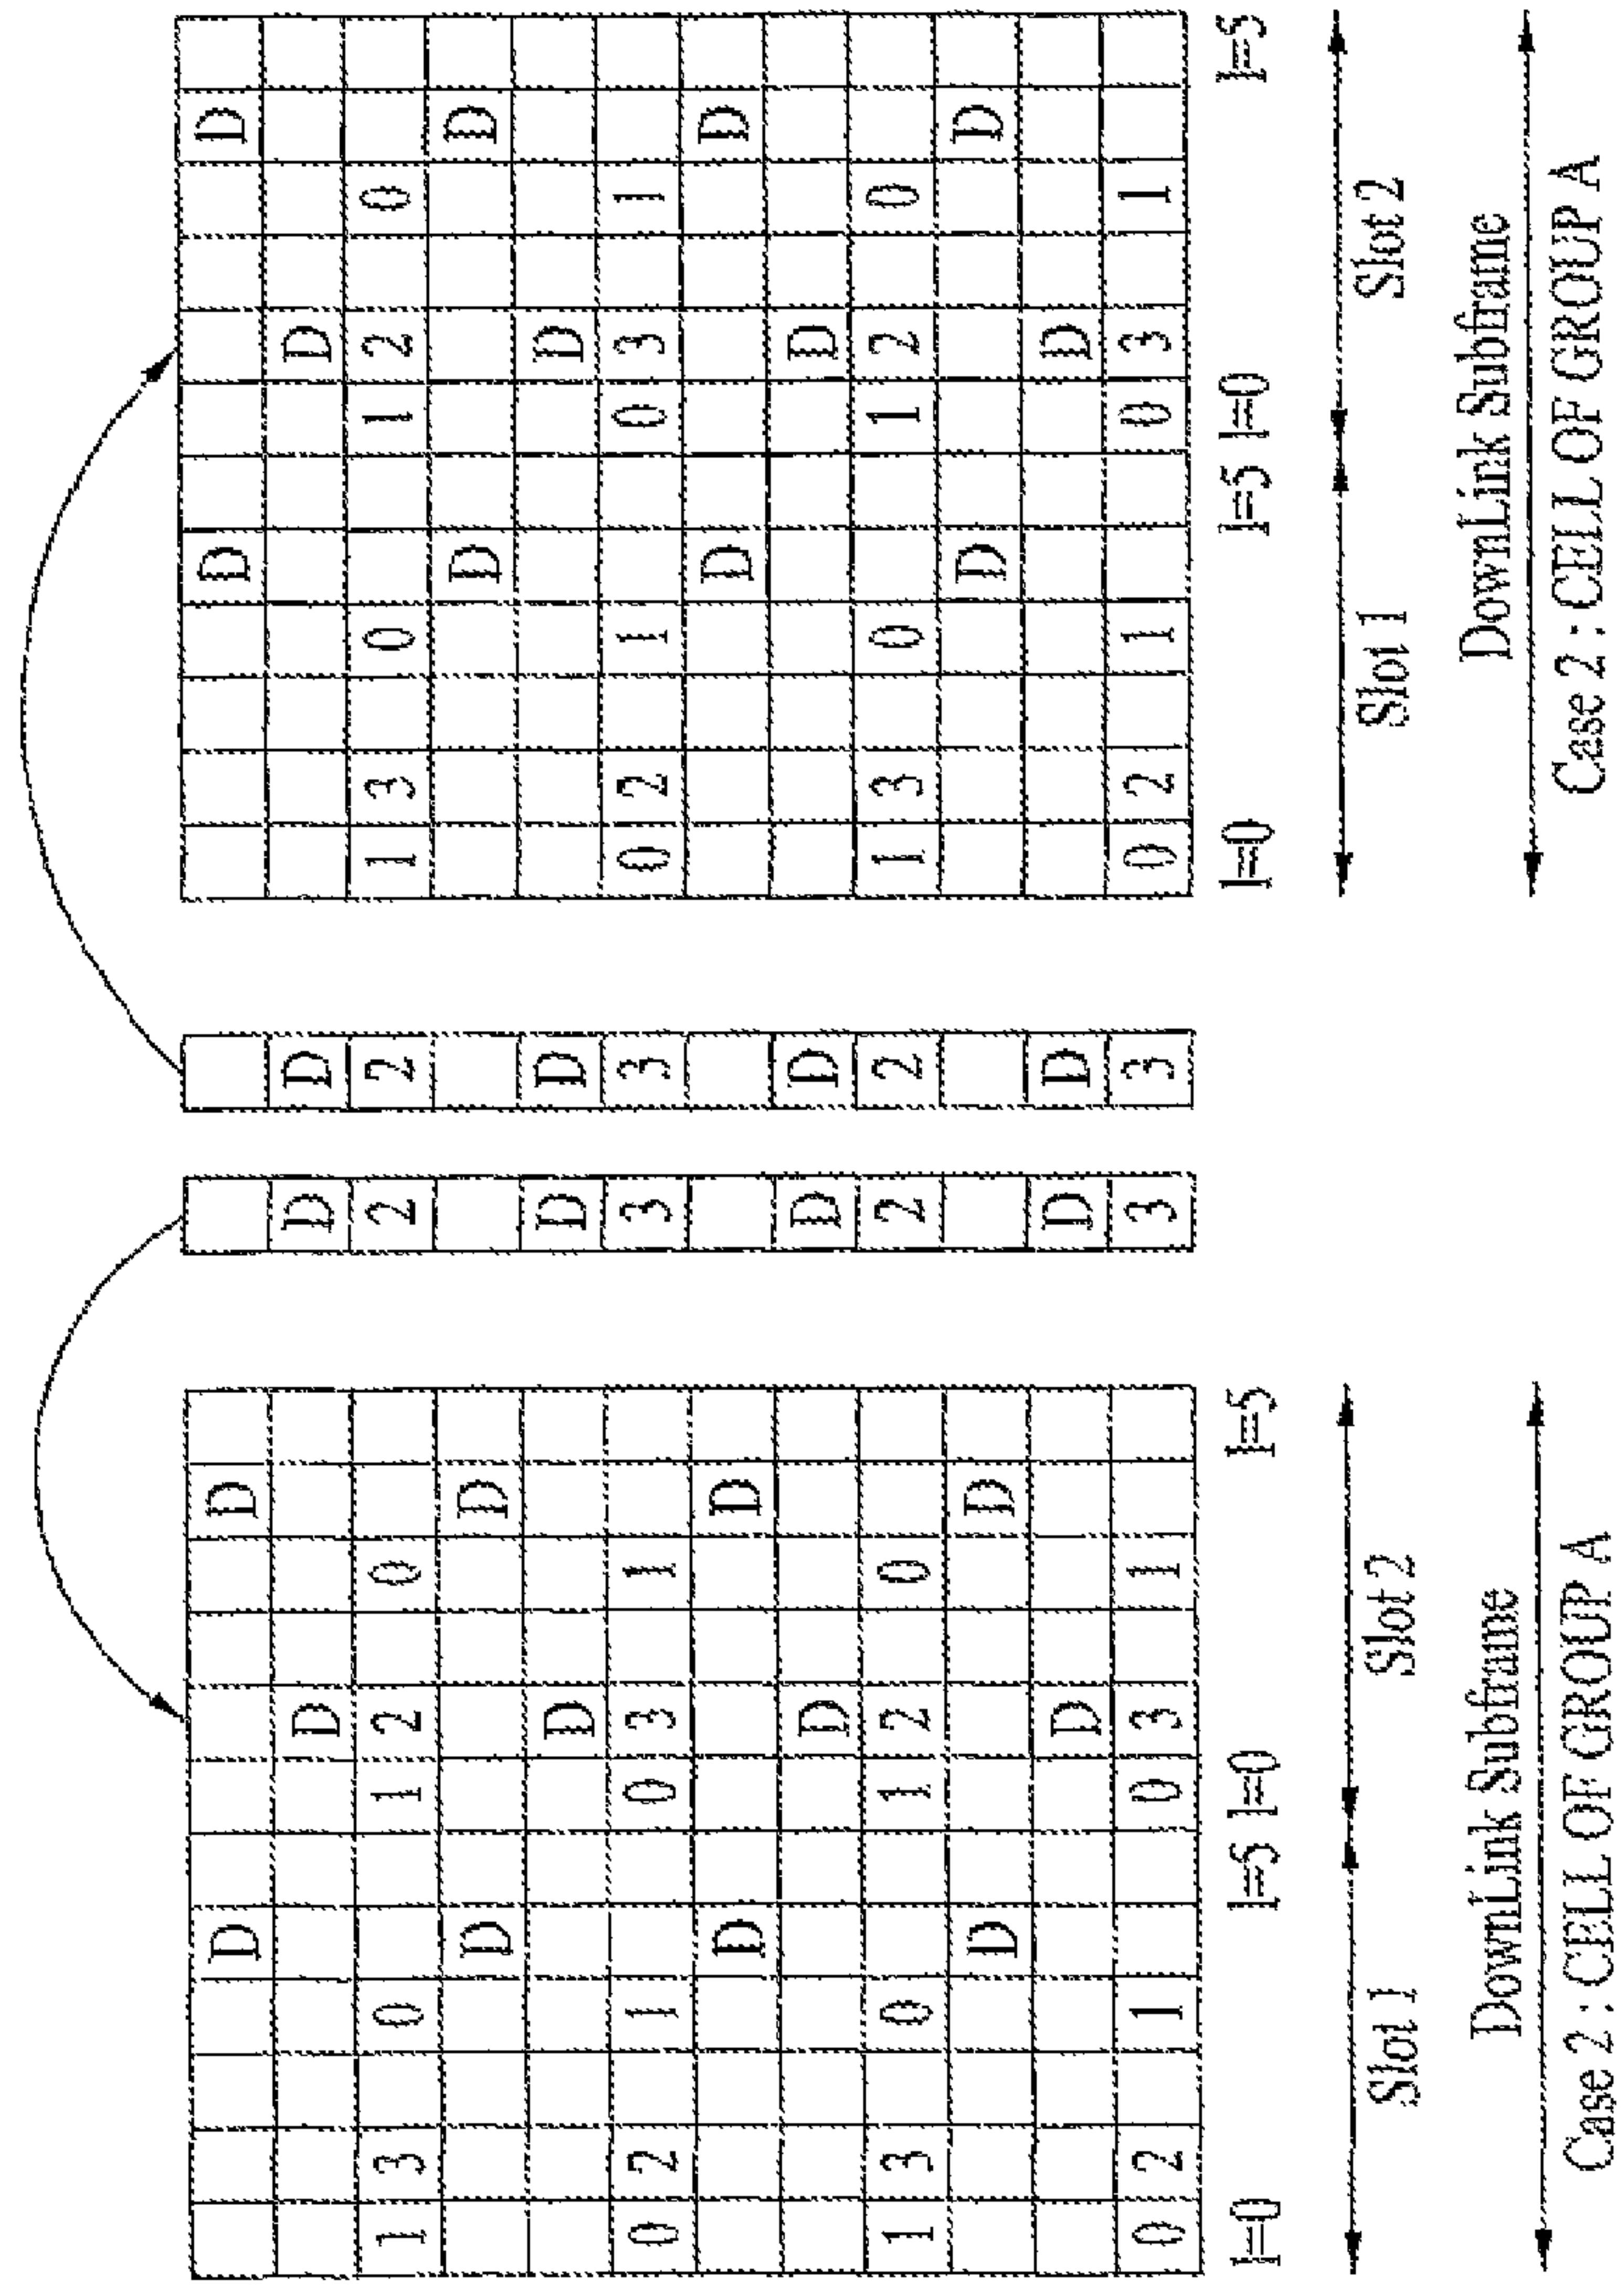 D D D D
D D D D
1 3 0 1 2 0 2 2 1 3 0 1 2 0
D D D D
D D D D
0 2 1 0 3 1 3 3 0 2 1 0 3 1
D D D D
D D D D
1 3 0 1 2 0 2 2 1 3 0 1 2 0
D D D D
D D D D
0 2 1 0 3 1 3 3 0 2 1 0 3 1
l=0 l=5 l=0 l=5 l=0 l=5 l=0 l=5
Slot 1 Slot 2 Slot 1 Slot 2
DownLink Subframe DownLink Subframe
Case 2 : CELL OF GROUP A Case 2 : CELL OF GROUP A